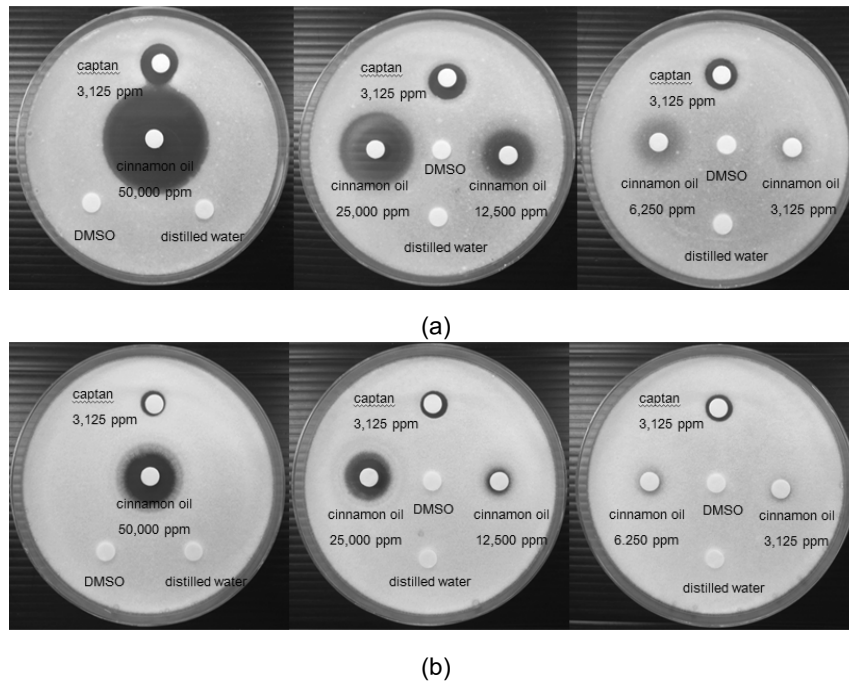 captan
3,125 ppm
cinnamon oil
50,000 ppm
DMSO
distilled water
captan
3,125 ppm
DMSO
cinnamon oil
25,000 ppm
cinnamon oil
12,500 ppm
distilled water
captan
3,125 ppm
DMSO
cinnamon oil
6,250 ppm
cinnamon oil
3,125 ppm
distilled water
(a)
captan
3,125 ppm
cinnamon oil
50,000 ppm
DMSO
distilled water
captan
3,125 ppm
DMSO
cinnamon oil
25,000 ppm
cinnamon oil
12,500 ppm
distilled water
captan
3,125 ppm
DMSO
cinnamon oil
6.250 ppm
cinnamon oil
3,125 ppm
distilled water
(b)